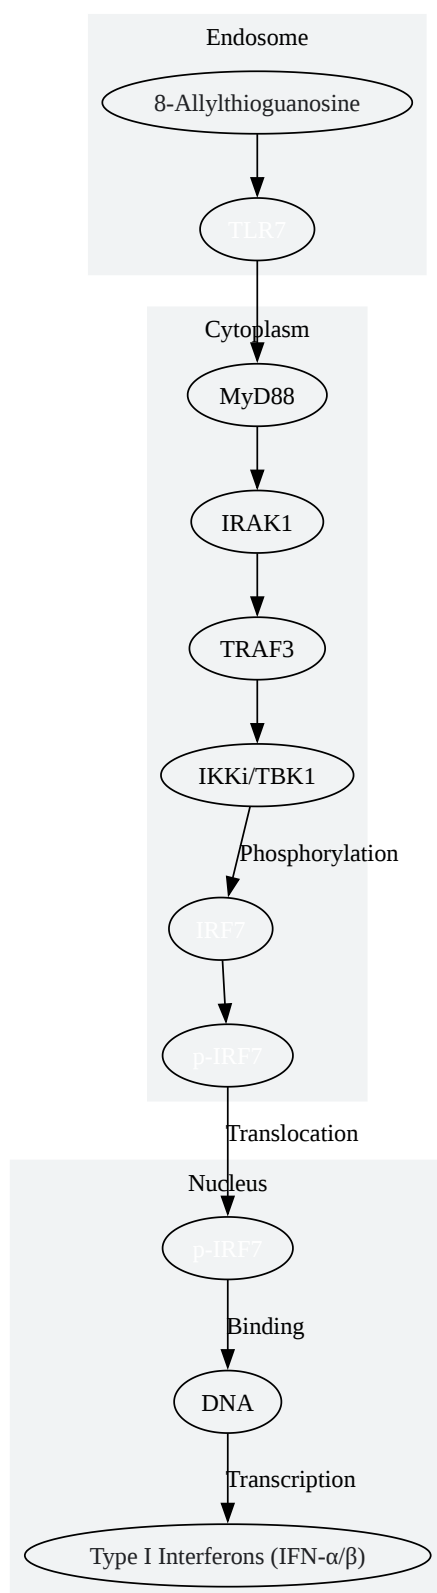 Endosome
8-Allylthioguanosine
TLR7
Cytoplasm
MyD88
IRAK1
TRAF3
IKKi/TBK1
Phosphorylation
IRF7
p-IRF7
Translocation
Nucleus
p-IRF7
Binding
DNA
Transcription
Type I Interferons (IFN-α/β)